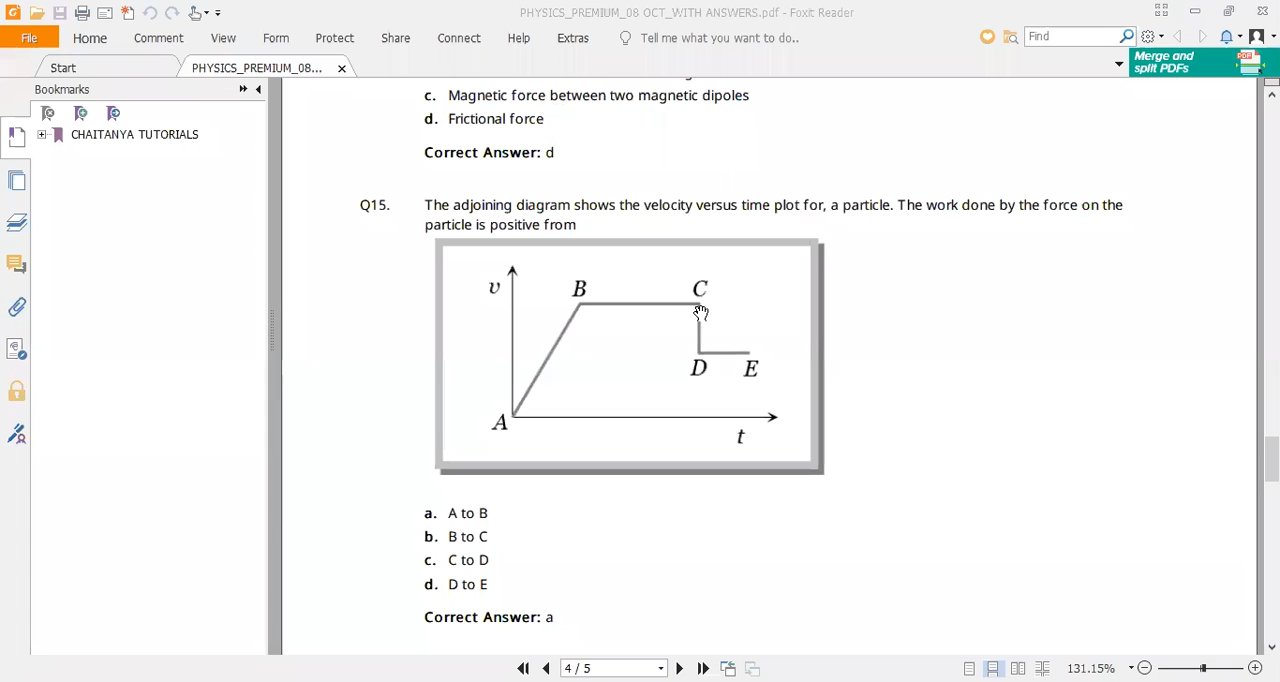 PHYSICS_PREMIUM_08 OCT_WITH ANSWERS.pdf - Foxit Reader
File Home Comment View Form Protect Share Connect Help Extras Tell me what you want to do.. Find
Start PHYSICS_PREMIUM_08... Merge and
split PDFs
Bookmarks
CHAITANYA TUTORIALS
c. Magnetic force between two magnetic dipoles
d. Frictional force
Correct Answer: d
Q15. The adjoining diagram shows the velocity versus time plot for, a particle. The work done by the force on the
particle is positive from
v B C
D E
A
t
a. A to B
b. B to C
c. C to D
d. D to E
Correct Answer: a
4 / 5 131.15%